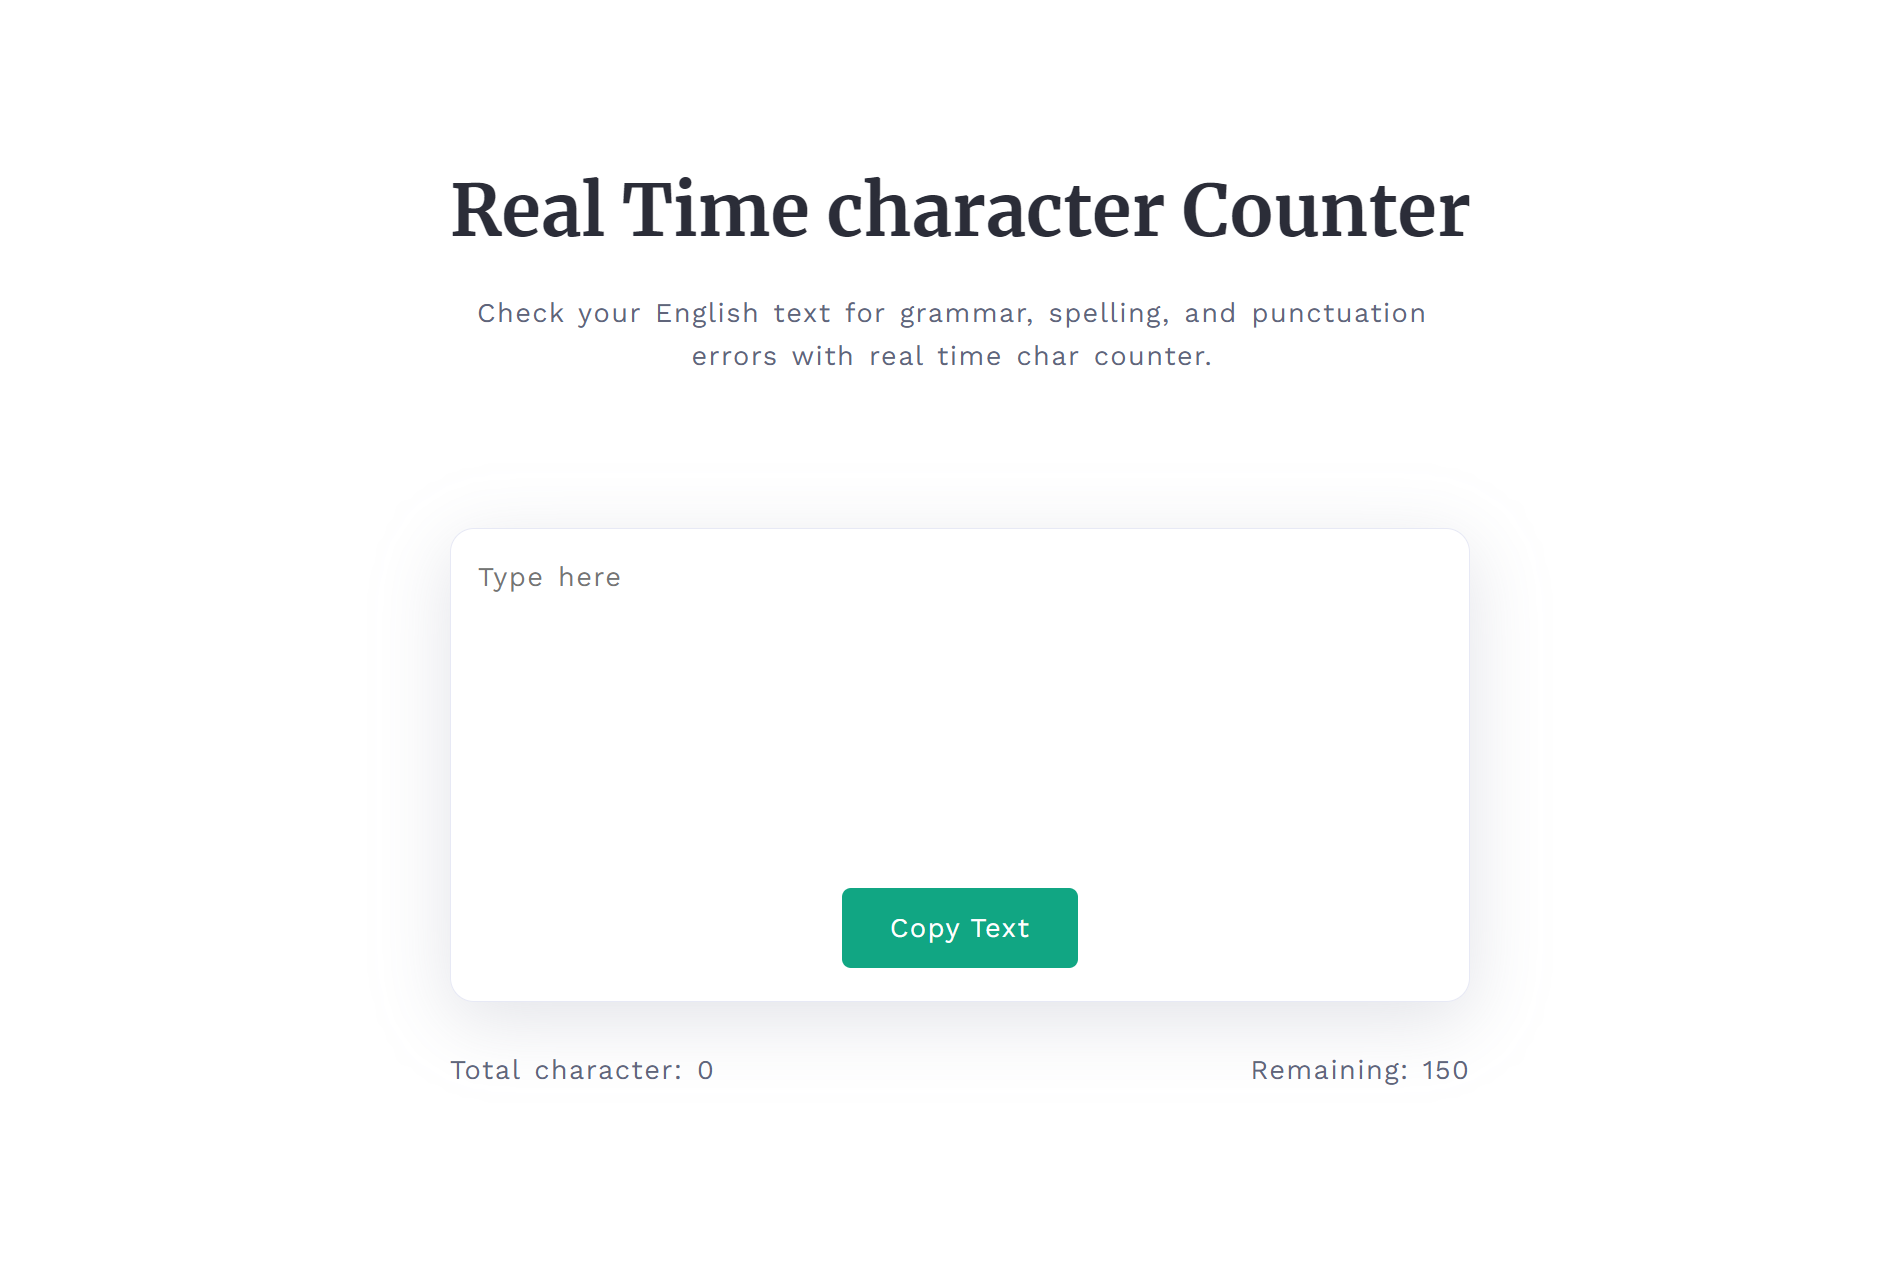 Real Time character Counter
Check your English text for grammar, spelling, and punctuation
errors with real time char counter.
Type here
Copy Text
Total character: 0
Remaining: 150